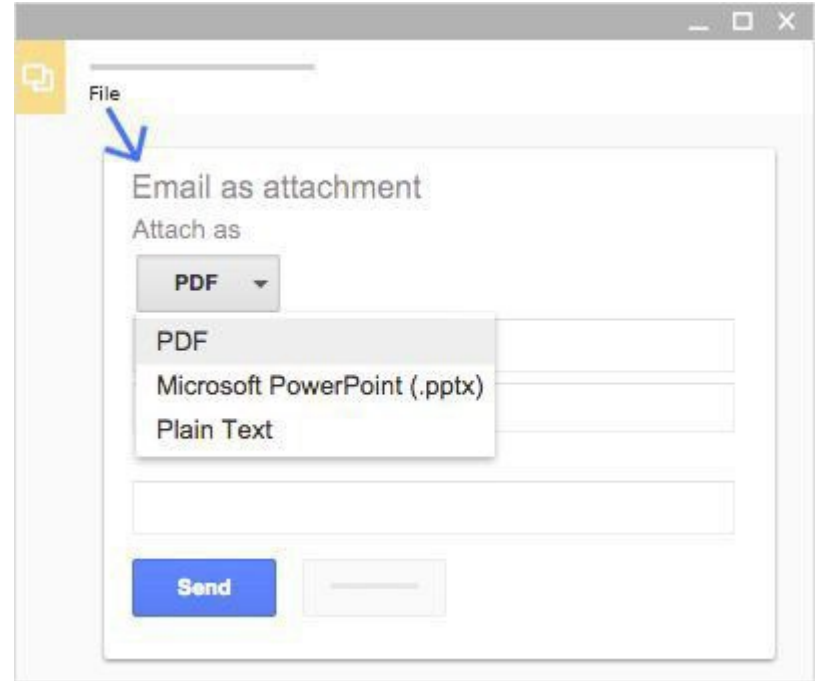 File
Email as attachment
Attach as
PDF
PDF
Microsoft PowerPoint (.pptx)
Plain Text
Send